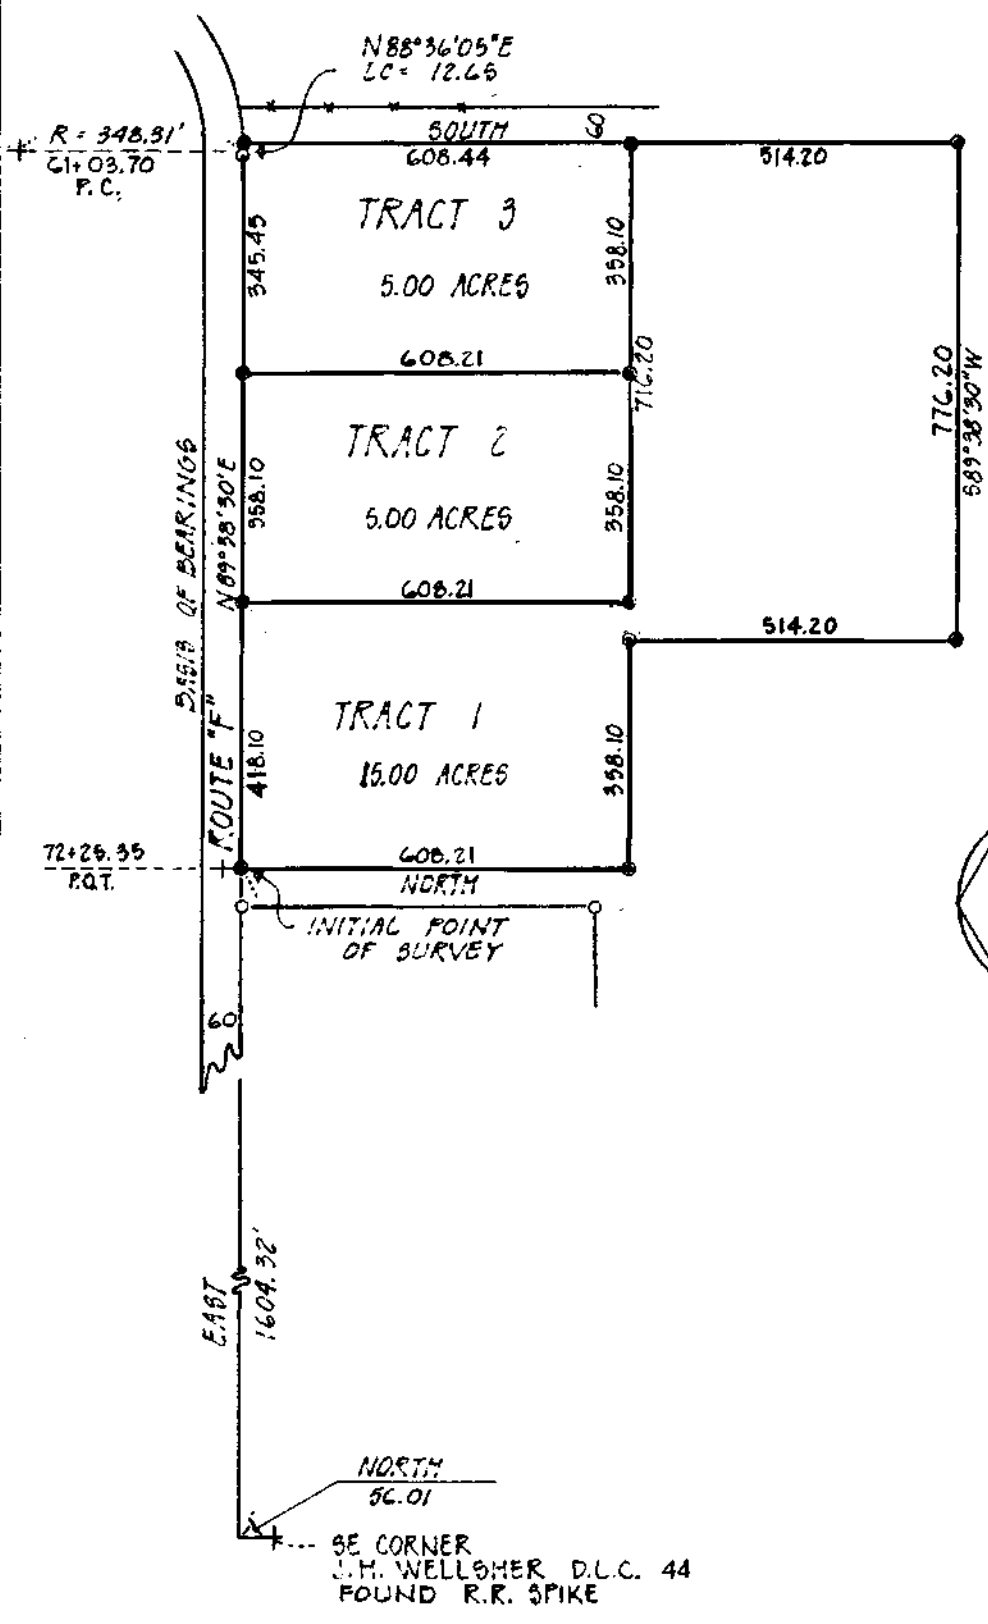 N88°36'05"E
LC= 12.65
R = 348.31'
61+03.70
P.C.
SOUTH
608.44
60
514.20
TRACT 3
5.00 ACRES
345.45
358.10
608.21
716.20
776.20
S89°38'30"W
TRACT 2
5.00 ACRES
BASIS OF BEARINGS
N89°38'30"E
358.10
358.10
608.21
514.20
TRACT 1
15.00 ACRES
ROUTE "F"
418.10
358.10
72+25.35
P.O.T.
608.21
NORTH
INITIAL POINT
OF SURVEY
60
EAST
1604.32'
NORTH
56.01
SE CORNER
J.H. WELLSHER D.L.C. 44
FOUND R.R. SPIKE